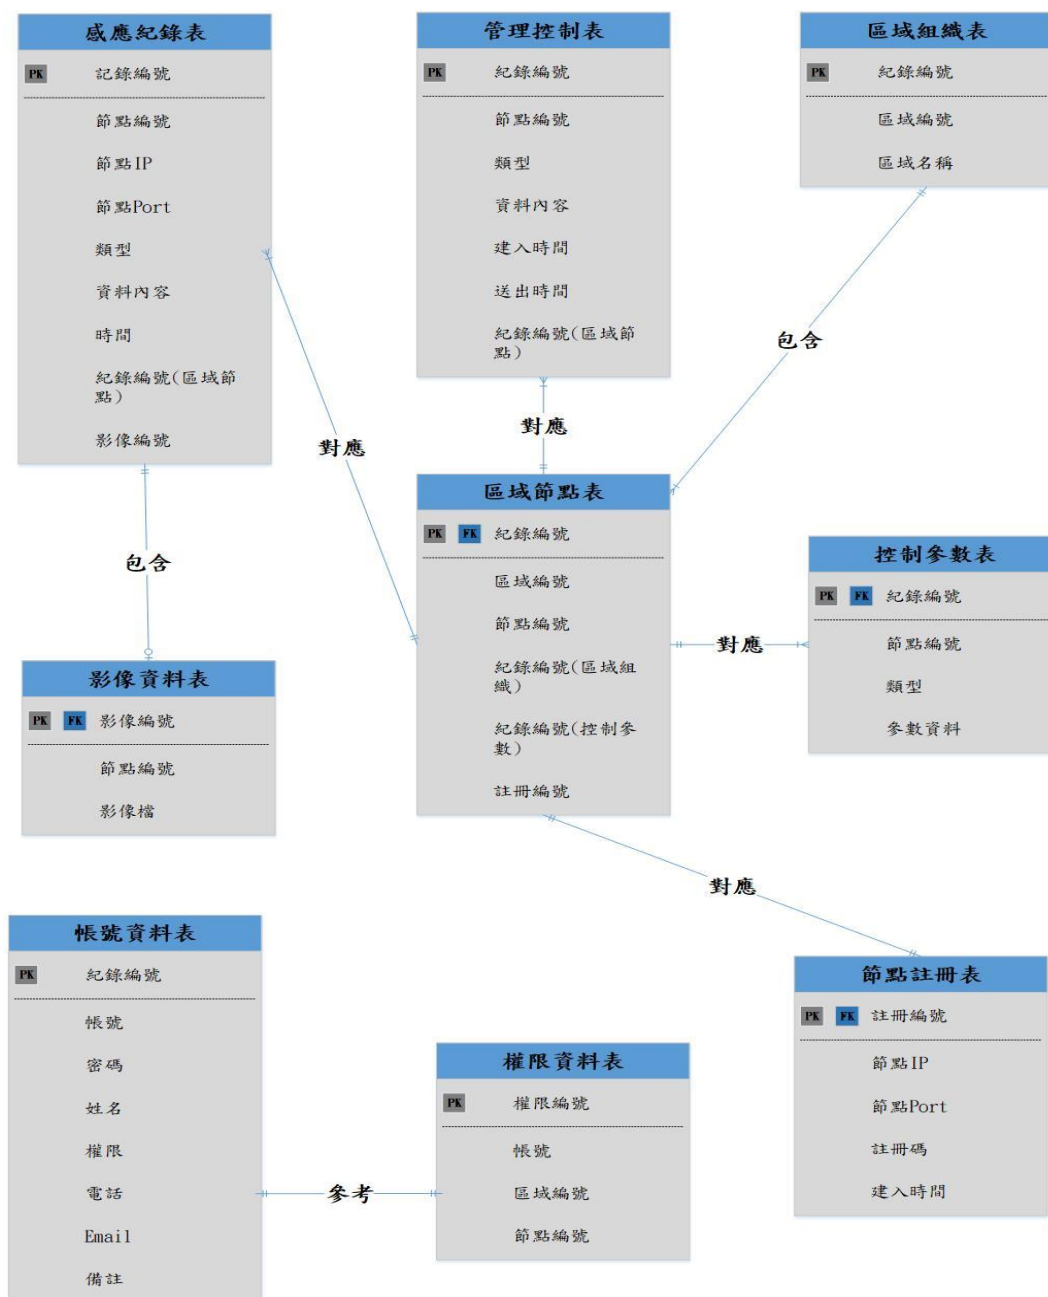 感應紀錄表
PK 記錄編號
節點編號
節點IP
節點Port
類型
資料內容
時間
紀錄編號(區域節
點)
影像編號
管理控制表
PK 紀錄編號
節點編號
類型
資料內容
建入時間
送出時間
紀錄編號(區域節
點)
區域組織表
PK 紀錄編號
區域編號
區域名稱
包含
對應
對應
區域節點表
PK FK 紀錄編號
區域編號
節點編號
紀錄編號(區域組
織)
紀錄編號(控制參
數)
註冊編號
控制參數表
PK FK 紀錄編號
節點編號
類型
參數資料
對應
包含
影像資料表
PK FK 影像編號
節點編號
影像檔
對應
帳號資料表
PK 紀錄編號
帳號
密碼
姓名
權限
電話
Email
備註
參考
權限資料表
PK 權限編號
帳號
區域編號
節點編號
節點註冊表
PK FK 註冊編號
節點IP
節點Port
註冊碼
建入時間